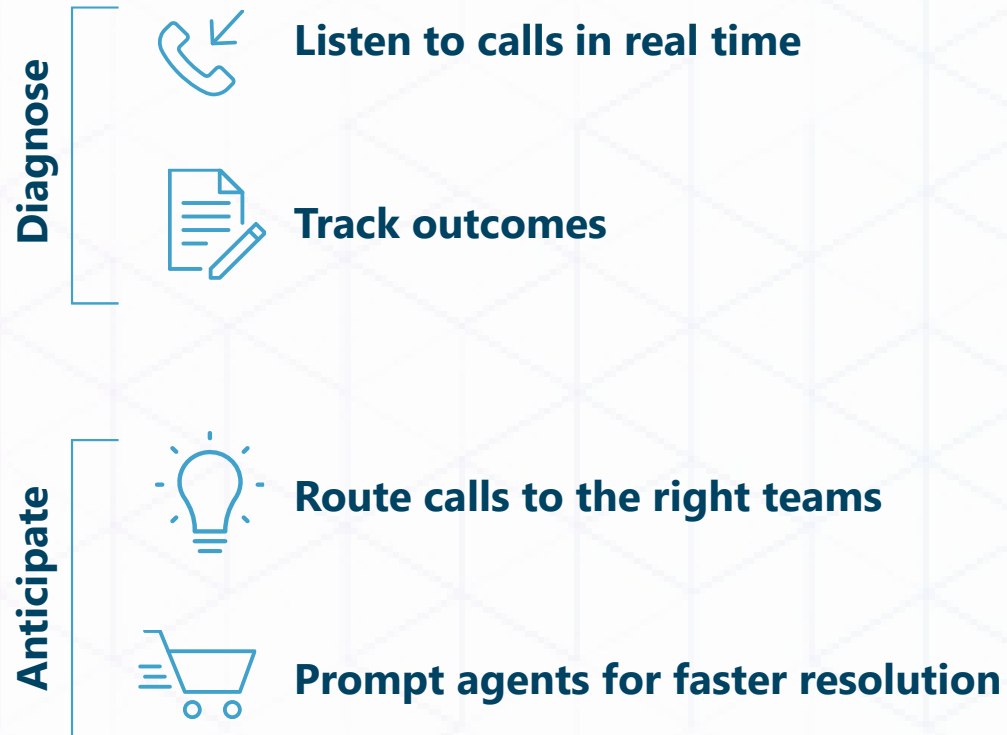 Diagnose
Listen to calls in real time
Track outcomes
Anticipate
Route calls to the right teams
Prompt agents for faster resolution